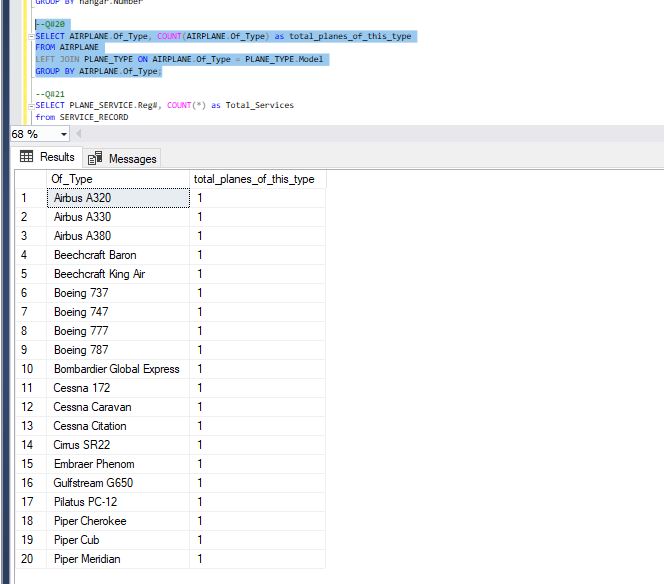 GROUP BY hangar.Number
--Q#20
SELECT AIRPLANE.Of_Type, COUNT(AIRPLANE.Of_Type) as total_planes_of_this_type
FROM AIRPLANE
LEFT JOIN PLANE_TYPE ON AIRPLANE.Of_Type = PLANE_TYPE.Model
GROUP BY AIRPLANE.Of_Type;
--Q#21
SELECT PLANE_SERVICE.Reg#, COUNT(*) as Total_Services
from SERVICE_RECORD
68 %
Results Messages
Of_Type total_planes_of_this_type
1 Airbus A320 1
2 Airbus A330 1
3 Airbus A380 1
4 Beechcraft Baron 1
5 Beechcraft King Air 1
6 Boeing 737 1
7 Boeing 747 1
8 Boeing 777 1
9 Boeing 787 1
10 Bombardier Global Express 1
11 Cessna 172 1
12 Cessna Caravan 1
13 Cessna Citation 1
14 Cirrus SR22 1
15 Embraer Phenom 1
16 Gulfstream G650 1
17 Pilatus PC-12 1
18 Piper Cherokee 1
19 Piper Cub 1
20 Piper Meridian 1